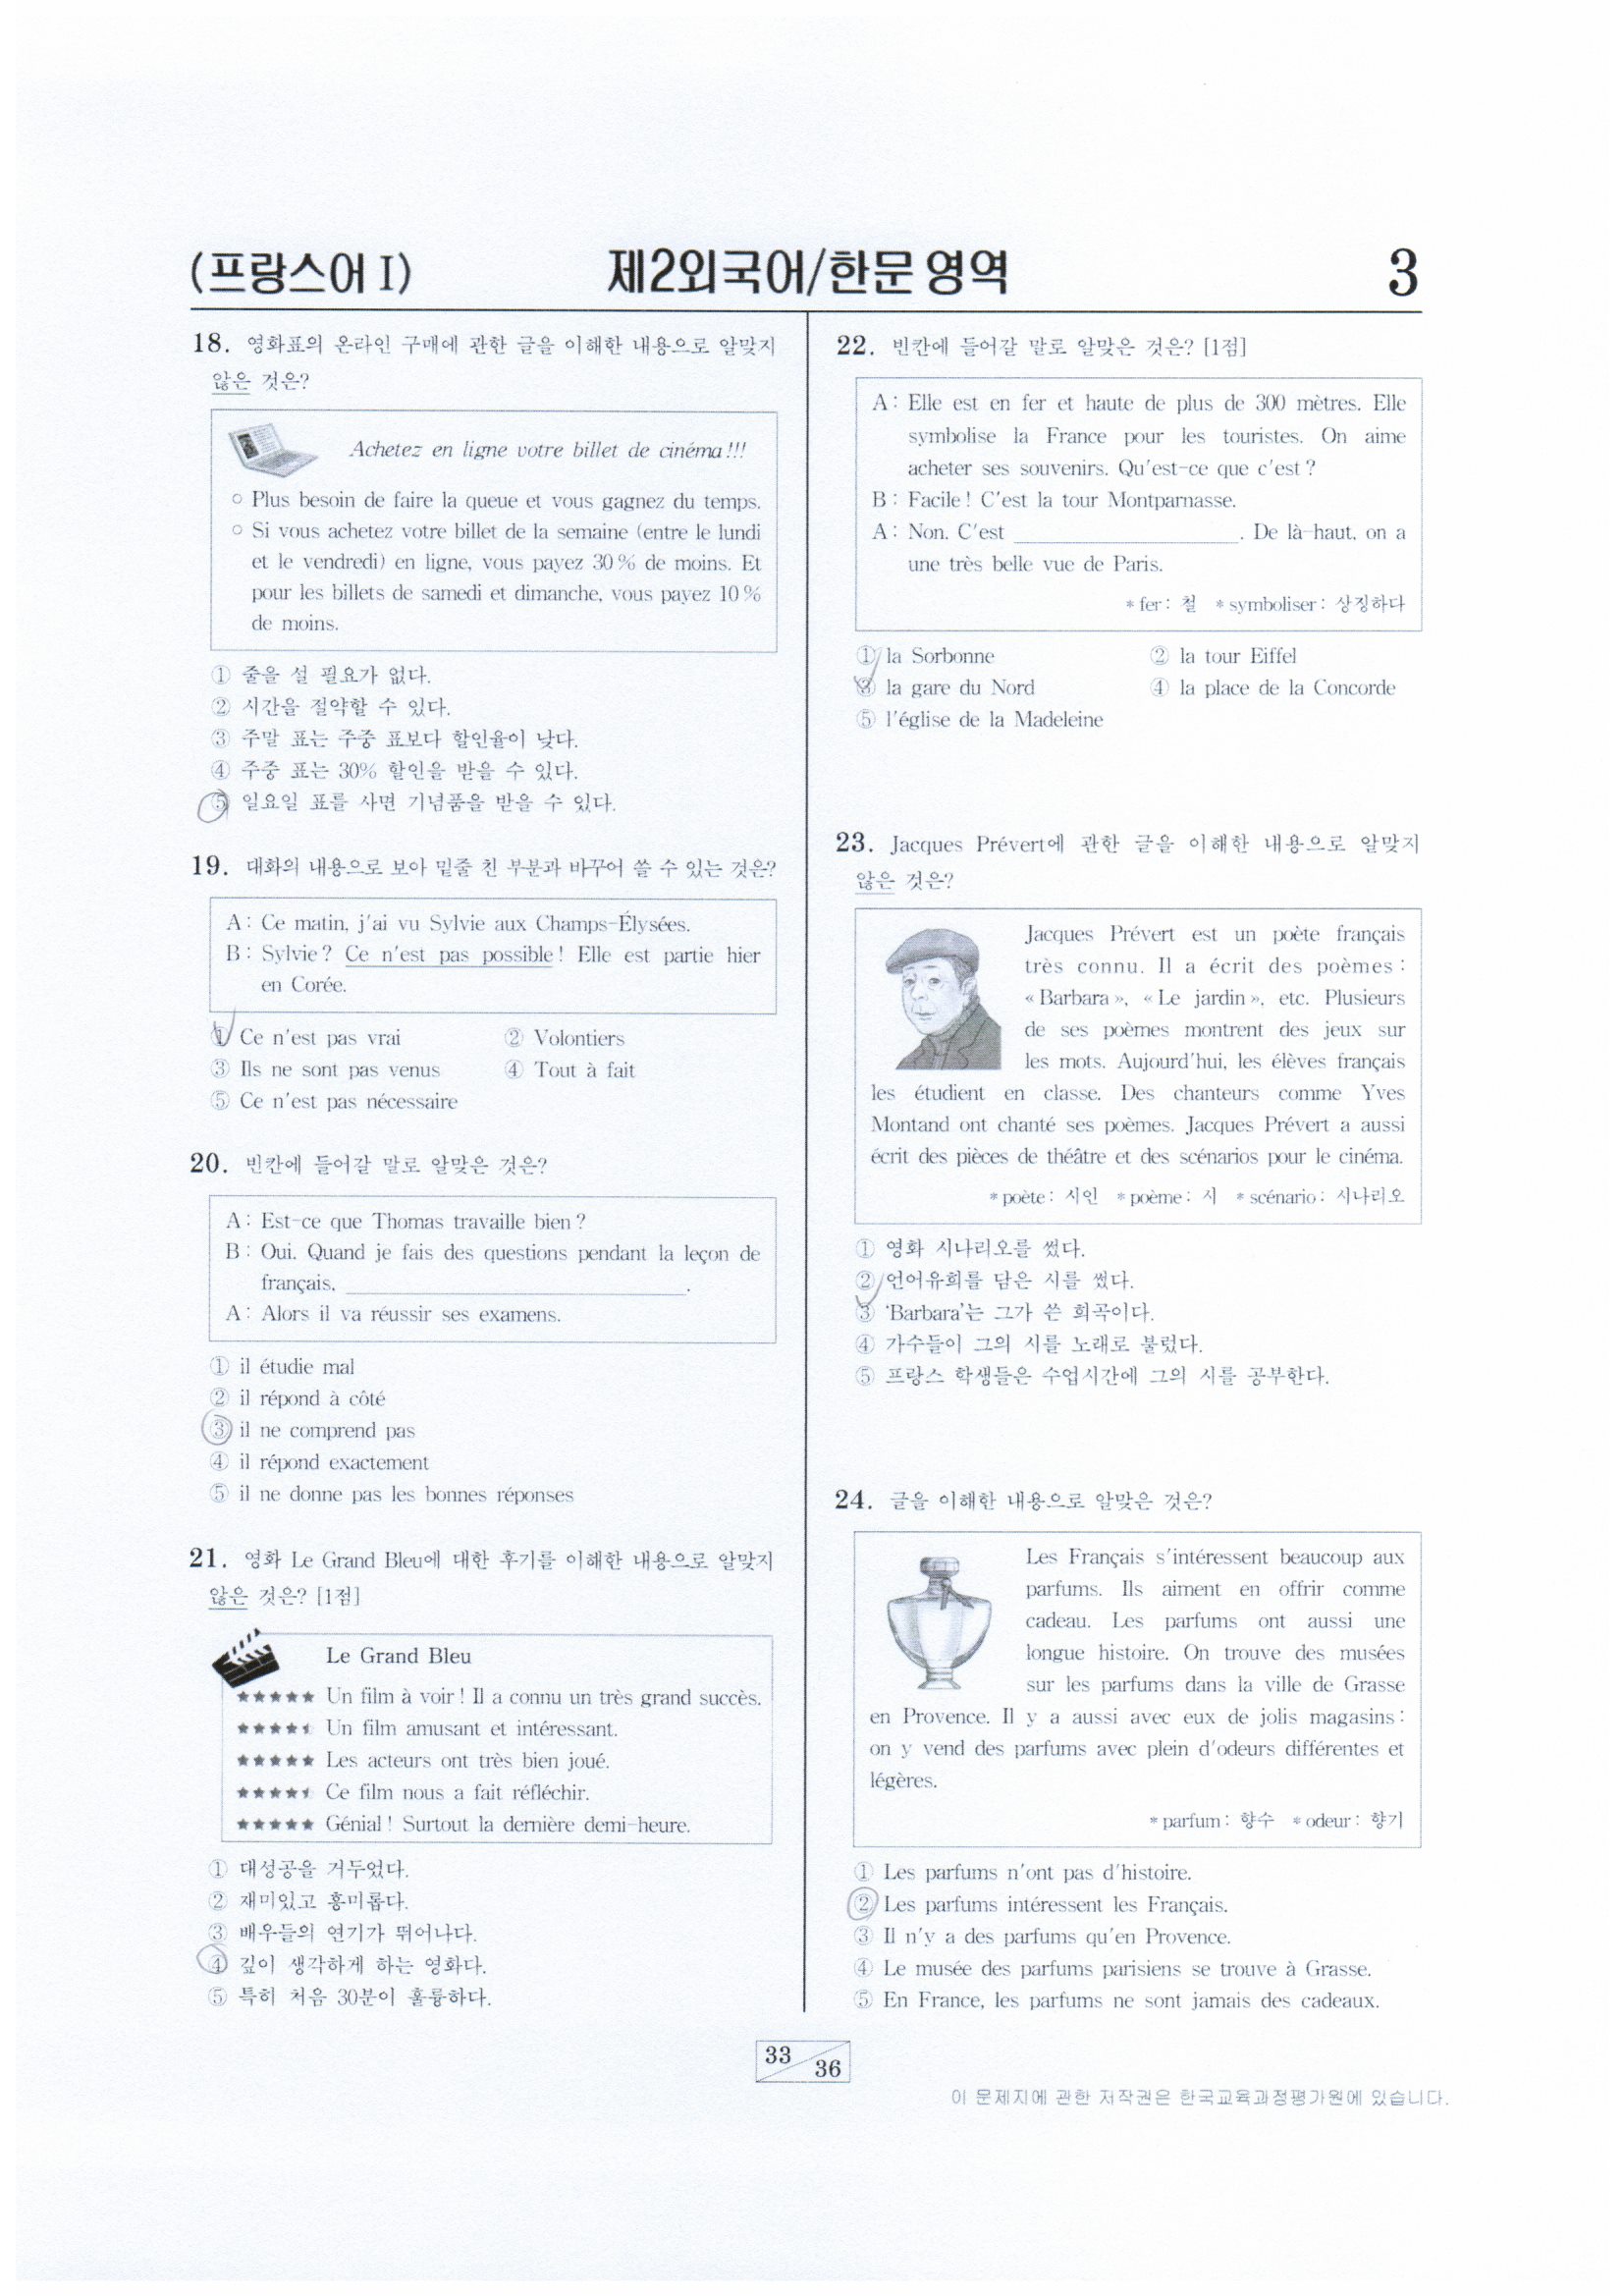 (프랑스어 I)
제2외국어/한문 영역
3
18. 영화표의 온라인 구매에 관한 글을 이해한 내용으로 알맞지
않은 것은?
Achetez en ligne votre billet de cinéma !!!
○ Plus besoin de faire la queue et vous gagnez du temps.
○ Si vous achetez votre billet de la semaine (entre le lundi
et le vendredi) en ligne, vous payez 30 % de moins. Et
pour les billets de samedi et dimanche, vous payez 10 %
de moins.
① 줄을 설 필요가 없다.
② 시간을 절약할 수 있다.
③ 주말 표는 주중 표보다 할인율이 낮다.
④ 주중 표는 30% 할인을 받을 수 있다.
⑤ 일요일 표를 사면 기념품을 받을 수 있다.
19. 대화의 내용으로 보아 밑줄 친 부분과 바꾸어 쓸 수 있는 것은?
A : Ce matin, j'ai vu Sylvie aux Champs-Élysées.
B : Sylvie ? Ce n'est pas possible ! Elle est partie hier
en Corée.
① Ce n'est pas vrai ② Volontiers
③ Ils ne sont pas venus ④ Tout à fait
⑤ Ce n'est pas nécessaire
20. 빈칸에 들어갈 말로 알맞은 것은?
A : Est-ce que Thomas travaille bien ?
B : Oui. Quand je fais des questions pendant la leçon de
français, ____________________.
A : Alors il va réussir ses examens.
① il étudie mal
② il répond à côté
③ il ne comprend pas
④ il répond exactement
⑤ il ne donne pas les bonnes réponses
21. 영화 Le Grand Bleu에 대한 후기를 이해한 내용으로 알맞지
않은 것은? [1점]
Le Grand Bleu
★★★★★ Un film à voir ! Il a connu un très grand succès.
★★★★⯨ Un film amusant et intéressant.
★★★★★ Les acteurs ont très bien joué.
★★★★⯨ Ce film nous a fait réfléchir.
★★★★★ Génial ! Surtout la dernière demi-heure.
① 대성공을 거두었다.
② 재미있고 흥미롭다.
③ 배우들의 연기가 뛰어나다.
④ 깊이 생각하게 하는 영화다.
⑤ 특히 처음 30분이 훌륭하다.
22. 빈칸에 들어갈 말로 알맞은 것은? [1점]
A : Elle est en fer et haute de plus de 300 mètres. Elle
symbolise la France pour les touristes. On aime
acheter ses souvenirs. Qu'est-ce que c'est ?
B : Facile ! C'est la tour Montparnasse.
A : Non. C'est ____________________. De là-haut, on a
une très belle vue de Paris.
* fer : 철 * symboliser : 상징하다
① la Sorbonne ② la tour Eiffel
③ la gare du Nord ④ la place de la Concorde
⑤ l'église de la Madeleine
23. Jacques Prévert에 관한 글을 이해한 내용으로 알맞지
않은 것은?
Jacques Prévert est un poète français
très connu. Il a écrit des poèmes :
« Barbara », « Le jardin », etc. Plusieurs
de ses poèmes montrent des jeux sur
les mots. Aujourd'hui, les élèves français
les étudient en classe. Des chanteurs comme Yves
Montand ont chanté ses poèmes. Jacques Prévert a aussi
écrit des pièces de théâtre et des scénarios pour le cinéma.
* poète : 시인 * poème : 시 * scénario : 시나리오
① 영화 시나리오를 썼다.
② 언어유희를 담은 시를 썼다.
③ 'Barbara'는 그가 쓴 희곡이다.
④ 가수들이 그의 시를 노래로 불렀다.
⑤ 프랑스 학생들은 수업시간에 그의 시를 공부한다.
24. 글을 이해한 내용으로 알맞은 것은?
Les Français s'intéressent beaucoup aux
parfums. Ils aiment en offrir comme
cadeau. Les parfums ont aussi une
longue histoire. On trouve des musées
sur les parfums dans la ville de Grasse
en Provence. Il y a aussi avec eux de jolis magasins :
on y vend des parfums avec plein d'odeurs différentes et
légères.
* parfum : 향수 * odeur : 향기
① Les parfums n'ont pas d'histoire.
② Les parfums intéressent les Français.
③ Il n'y a des parfums qu'en Provence.
④ Le musée des parfums parisiens se trouve à Grasse.
⑤ En France, les parfums ne sont jamais des cadeaux.
33
36
이 문제지에 관한 저작권은 한국교육과정평가원에 있습니다.